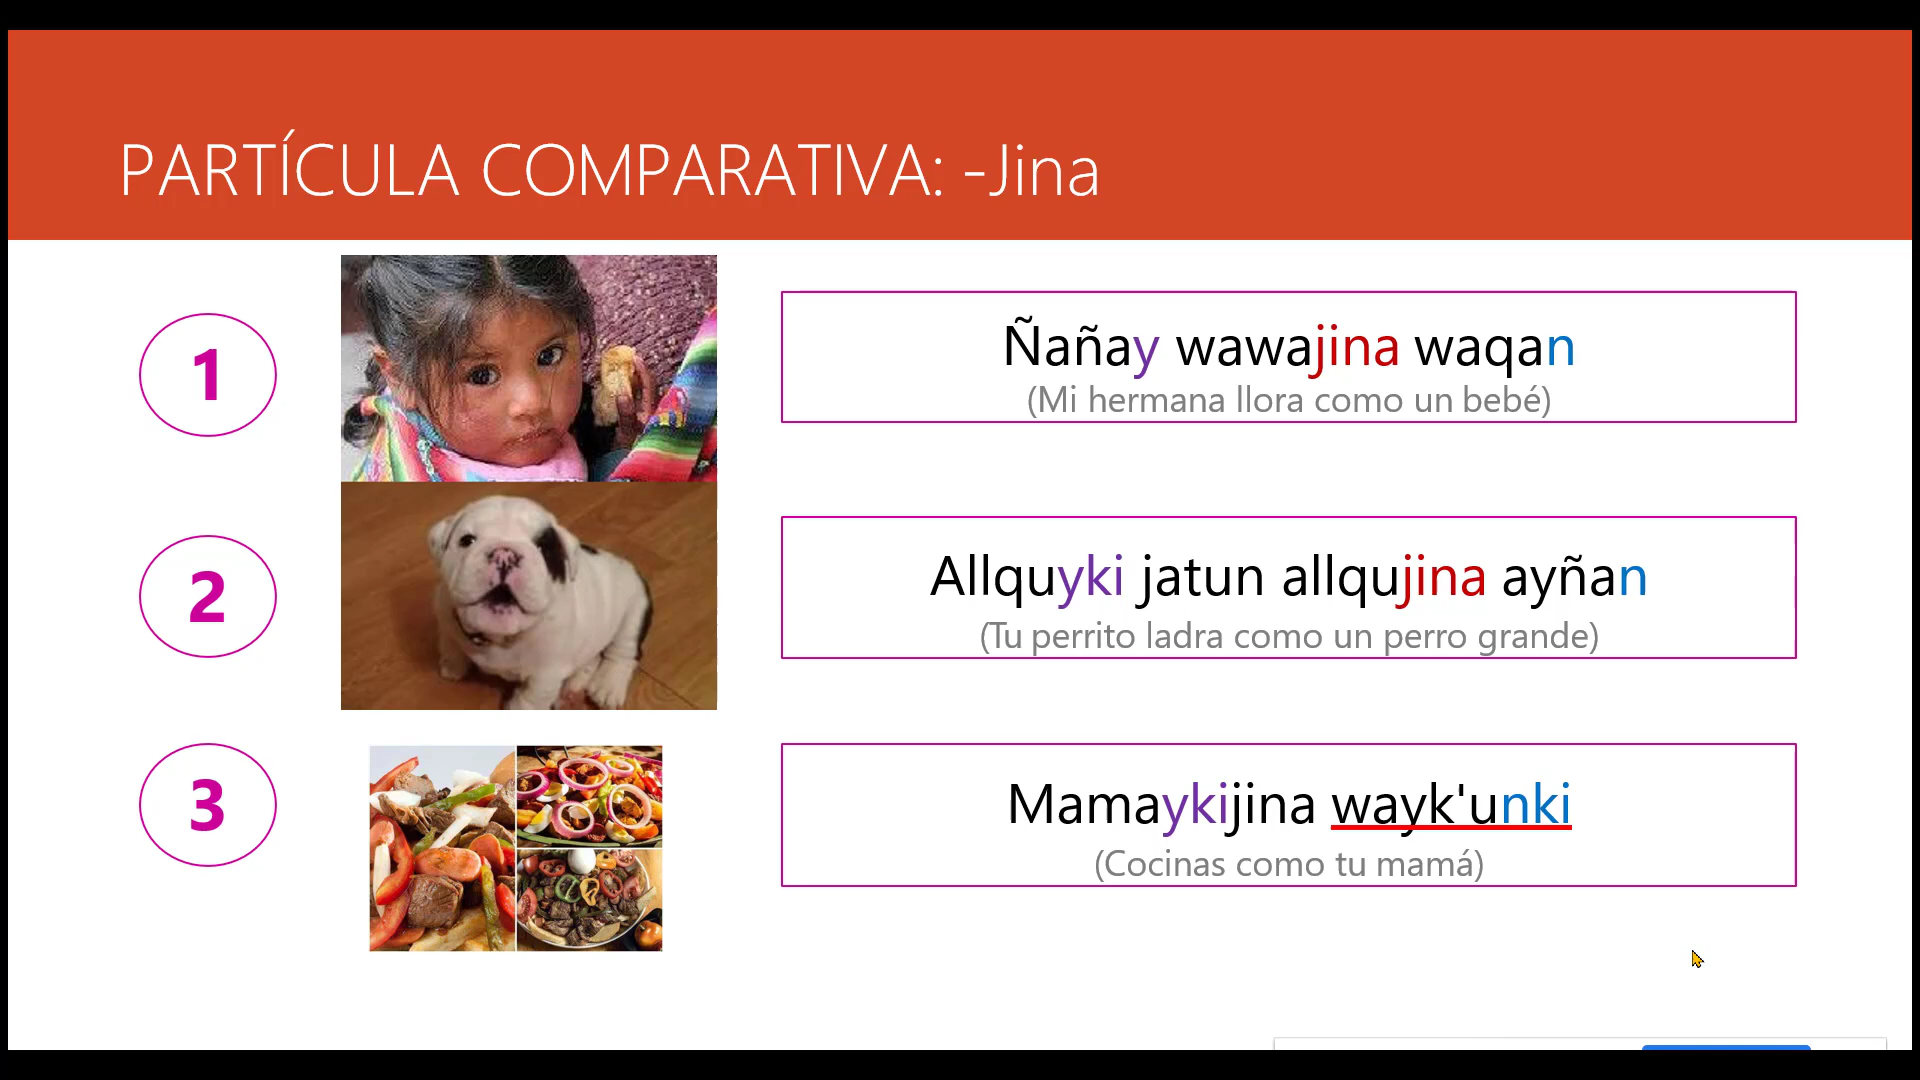 PARTÍCULA COMPARATIVA: -Jina
1
Ñañay wawajina waqan
(Mi hermana llora como un bebé)
2
Allquyki jatun allqujina ayñan
(Tu perrito ladra como un perro grande)
3
Mamaykijina wayk'unki
(Cocinas como tu mamá)